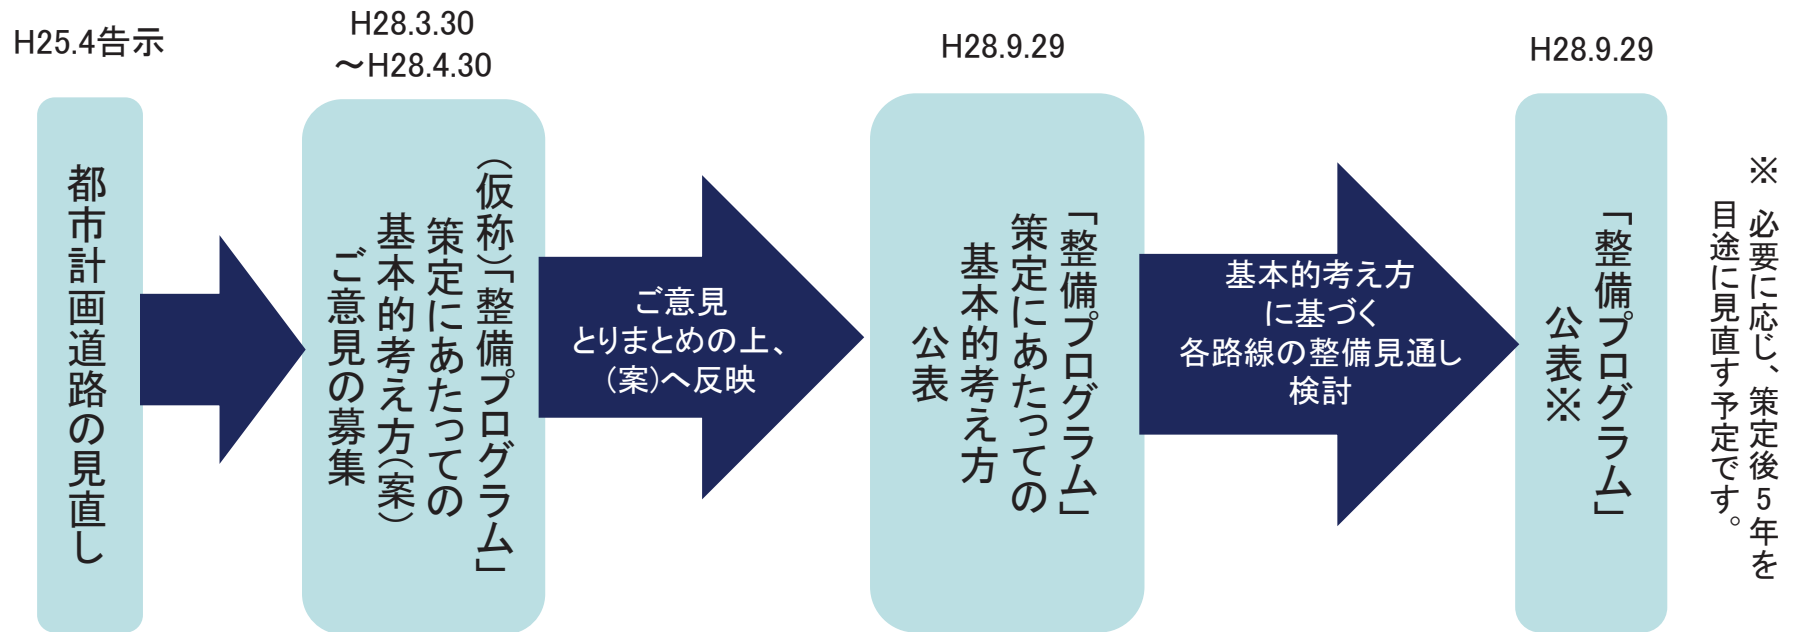 H25.4告示
都市計画道路の見直し
H28.3.30
～H28.4.30
（仮称）「整備プログラム」
策定にあたっての
基本的考え方（案）
ご意見の募集
ご意見
とりまとめの上、
(案)へ反映
H28.9.29
「整備プログラム」
策定にあたっての
基本的考え方
公表
基本的考え方
に基づく
各路線の整備見通し
検討
H28.9.29
「整備プログラム」
公表※
※ 必要に応じ、策定後5年を
目途に見直す予定です。